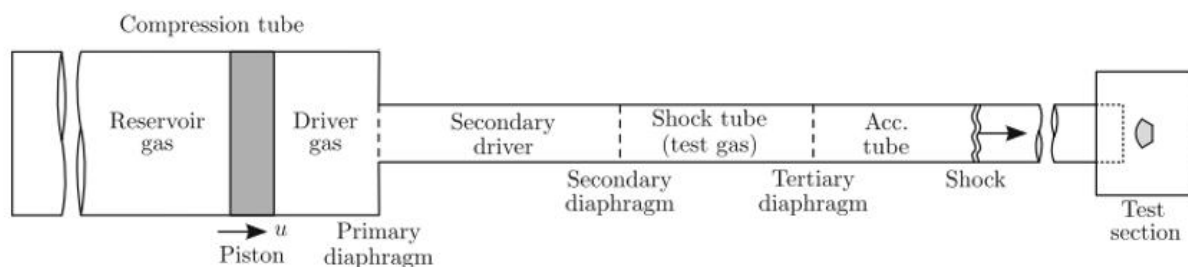 Compression tube
Reservoir
gas
Driver
gas
Secondary
driver
Shock tube
(test gas)
Acc.
tube
u
Piston
Primary
diaphragm
Secondary
diaphragm
Tertiary
diaphragm
Shock
Test
section